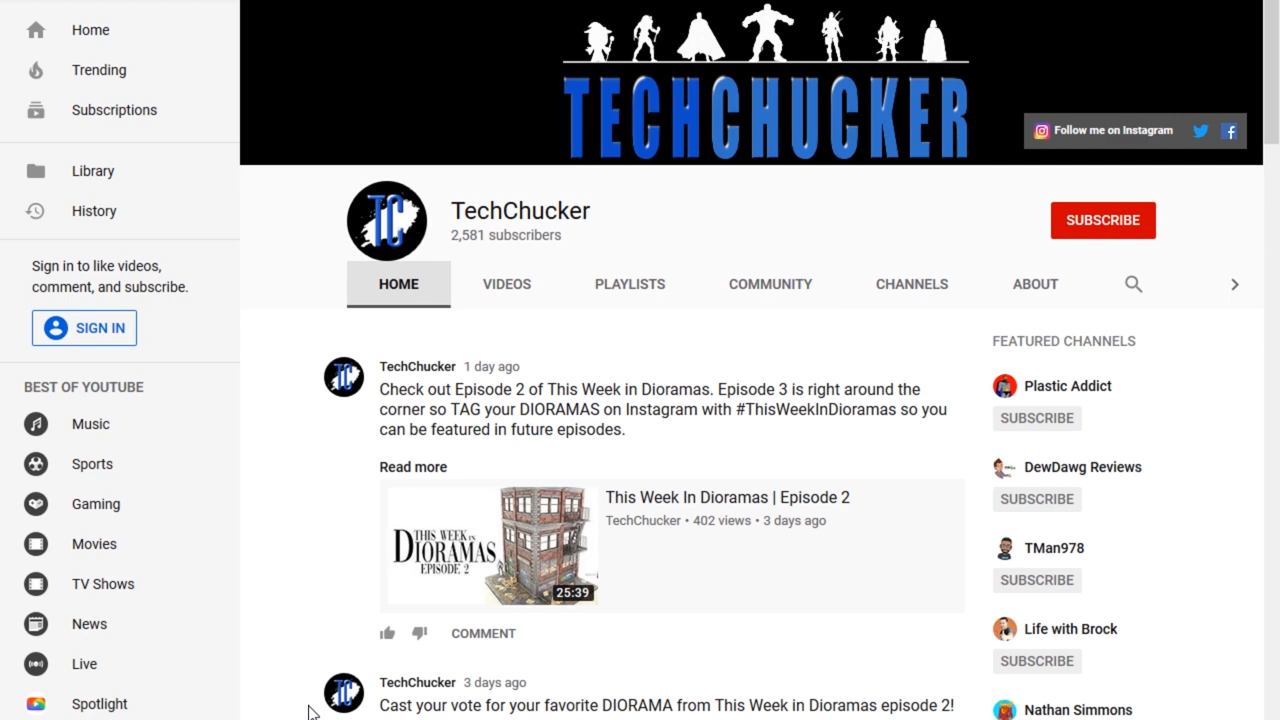 Home
Trending
Subscriptions
Library
History
Sign in to like videos,
comment, and subscribe.
SIGN IN
BEST OF YOUTUBE
Music
Sports
Gaming
Movies
TV Shows
News
Live
Spotlight
TECHCHUCKER
Follow me on Instagram
TC
TechChucker
2,581 subscribers
SUBSCRIBE
HOME
VIDEOS
PLAYLISTS
COMMUNITY
CHANNELS
ABOUT
TC
TechChucker 1 day ago
Check out Episode 2 of This Week in Dioramas. Episode 3 is right around the
corner so TAG your DIORAMAS on Instagram with #ThisWeekInDioramas so you
can be featured in future episodes.
Read more
THIS WEEK IN
DIORAMAS
EPISODE 2
25:39
This Week In Dioramas | Episode 2
TechChucker • 402 views • 3 days ago
COMMENT
TC
TechChucker 3 days ago
Cast your vote for your favorite DIORAMA from This Week in Dioramas episode 2!
FEATURED CHANNELS
Plastic Addict
SUBSCRIBE
DewDawg Reviews
SUBSCRIBE
TMan978
SUBSCRIBE
Life with Brock
SUBSCRIBE
Nathan Simmons